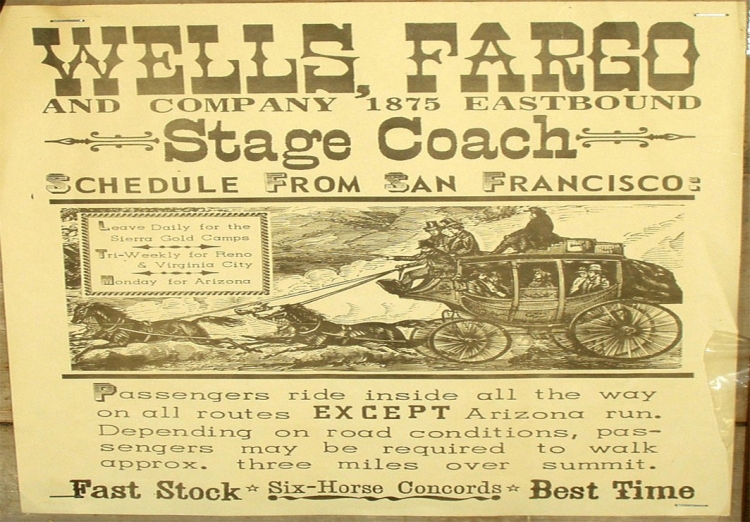 WELLS, FARGO
AND COMPANY 1875 EASTBOUND
Stage Coach
SCHEDULE FROM SAN FRANCISCO:
Leave Daily for the
Sierra Gold Camps
Tri-Weekly for Reno
& Virginia City
Monday for Arizona
Passengers ride inside all the way
on all routes EXCEPT Arizona run.
Depending on road conditions, pas-
sengers may be required to walk
approx. three miles over summit.
Fast Stock ☆ Six-Horse Concords ☆ Best Time